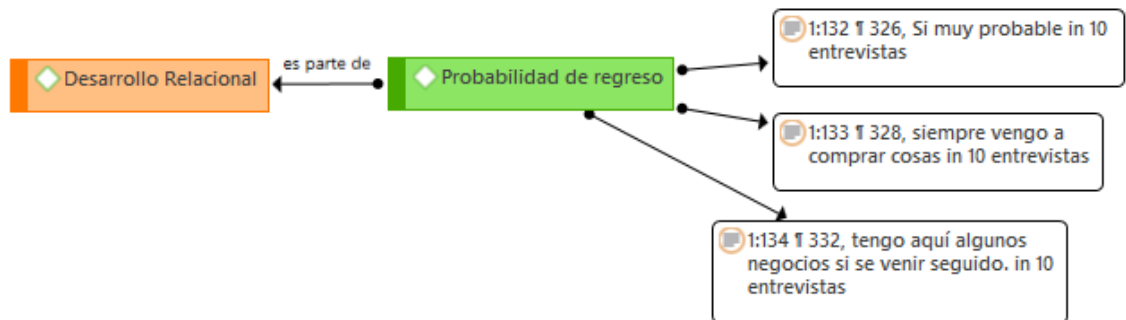 Desarrollo Relacional
es parte de
Probabilidad de regreso
1:132 ¶ 326, Si muy probable in 10
entrevistas
1:133 ¶ 328, siempre vengo a
comprar cosas in 10 entrevistas
1:134 ¶ 332, tengo aquí algunos
negocios si se venir seguido. in 10
entrevistas